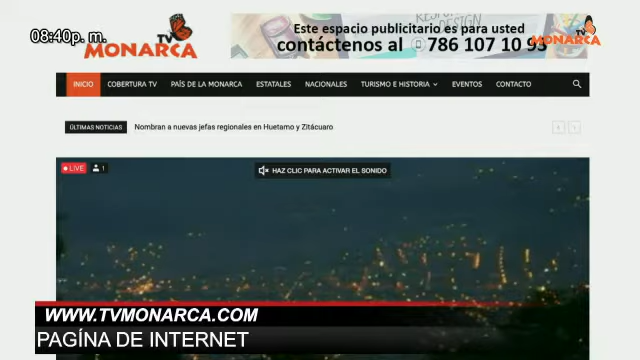 08:40p. m.
TV
MONARCA
Este espacio publicitario es para usted
contáctenos al 786 107 10 93
TV
MONARCA
INICIO COBERTURA TV PAÍS DE LA MONARCA ESTATALES NACIONALES TURISMO E HISTORIA EVENTOS CONTACTO
ÚLTIMAS NOTICIAS Nombran a nuevas jefas regionales en Huetamo y Zitácuaro
LIVE 1 HAZ CLIC PARA ACTIVAR EL SONIDO
WWW.TVMONARCA.COM
PAGÍNA DE INTERNET